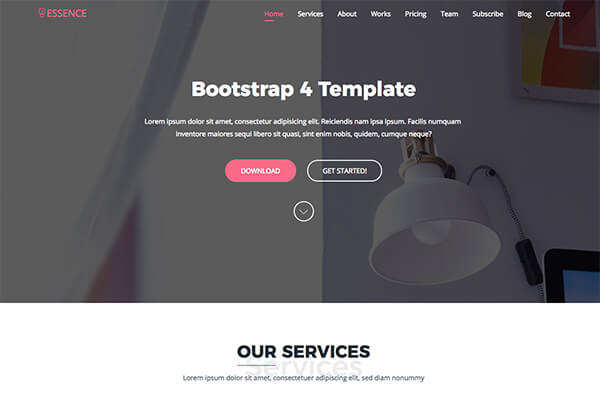 ESSENCE
Home Services About Works Pricing Team Subscribe Blog Contact
Bootstrap 4 Template
Lorem ipsum dolor sit amet, consectetur adipisicing elit. Reiciendis nam ipsa ipsum. Facilis numquam
inventore maiores sequi libero sit quasi, sint enim nobis, quidem, cumque neque?
DOWNLOAD GET STARTED!
Services
OUR SERVICES
Lorem ipsum dolor sit amet, consectetuer adipiscing elit, sed diam nonummy